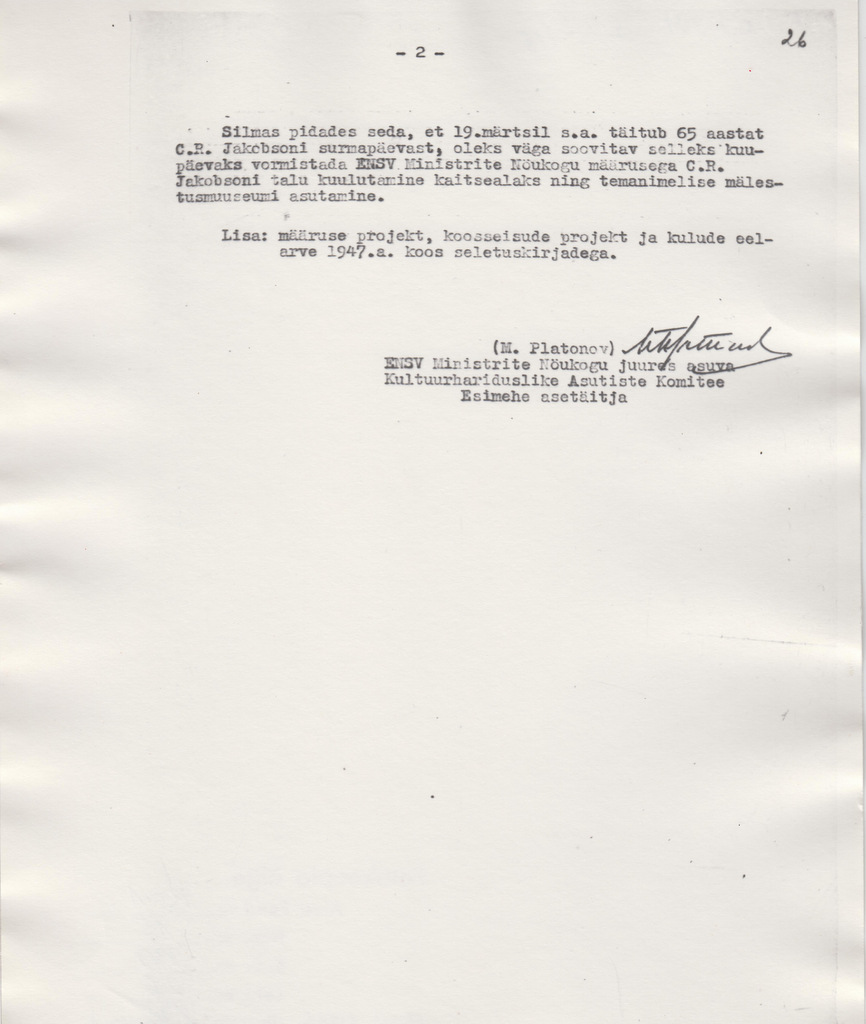 26
- 2 -
Silmas pidades seda, et 19.märtsil s.a. täitub 65 aastat
C.R. Jakobsoni surmapäevast, oleks väga soovitav selleks kuu-
päevaks vormistada ENSV Ministrite Nõukogu määrusega C.R.
Jakobsoni talu kuulutamine kaitsealaks ning temanimelise mäles-
tusmuuseumi asutamine.
Lisa: määruse projekt, koosseisude projekt ja kulude eel-
arve 1947.a. koos seletuskirjadega.
(M. Platonov)
ENSV Ministrite Nõukogu juures asuva
Kultuurhariduslike Asutiste Komitee
Esimehe asetäitja